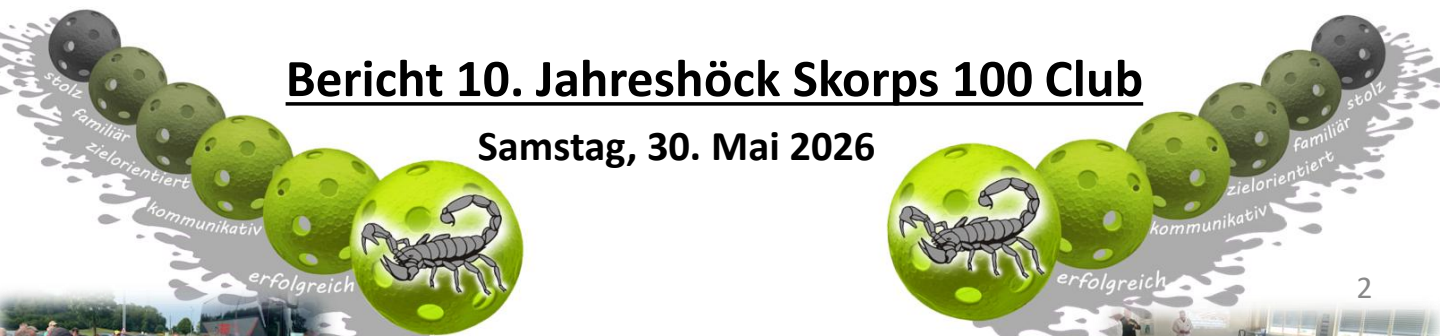 Bericht 10. Jahreshöck Skorps 100 Club
Samstag, 30. Mai 2026
stolz
familiär
zielorientiert
kommunikativ
erfolgreich
stolz
familiär
zielorientiert
kommunikativ
erfolgreich
2